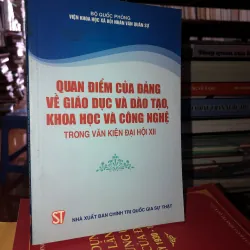 BỘ QUỐC PHÒNG
VIỆN KHOA HỌC XÃ HỘI NHÂN VĂN QUÂN SỰ
QUAN ĐIỂM CỦA ĐẢNG
VỀ GIÁO DỤC VÀ ĐÀO TẠO,
KHOA HỌC VÀ CÔNG NGHỆ
TRONG VĂN KIỆN ĐẠI HỘI XII
ST
NHÀ XUẤT BẢN CHÍNH TRỊ QUỐC GIA SỰ THẬT